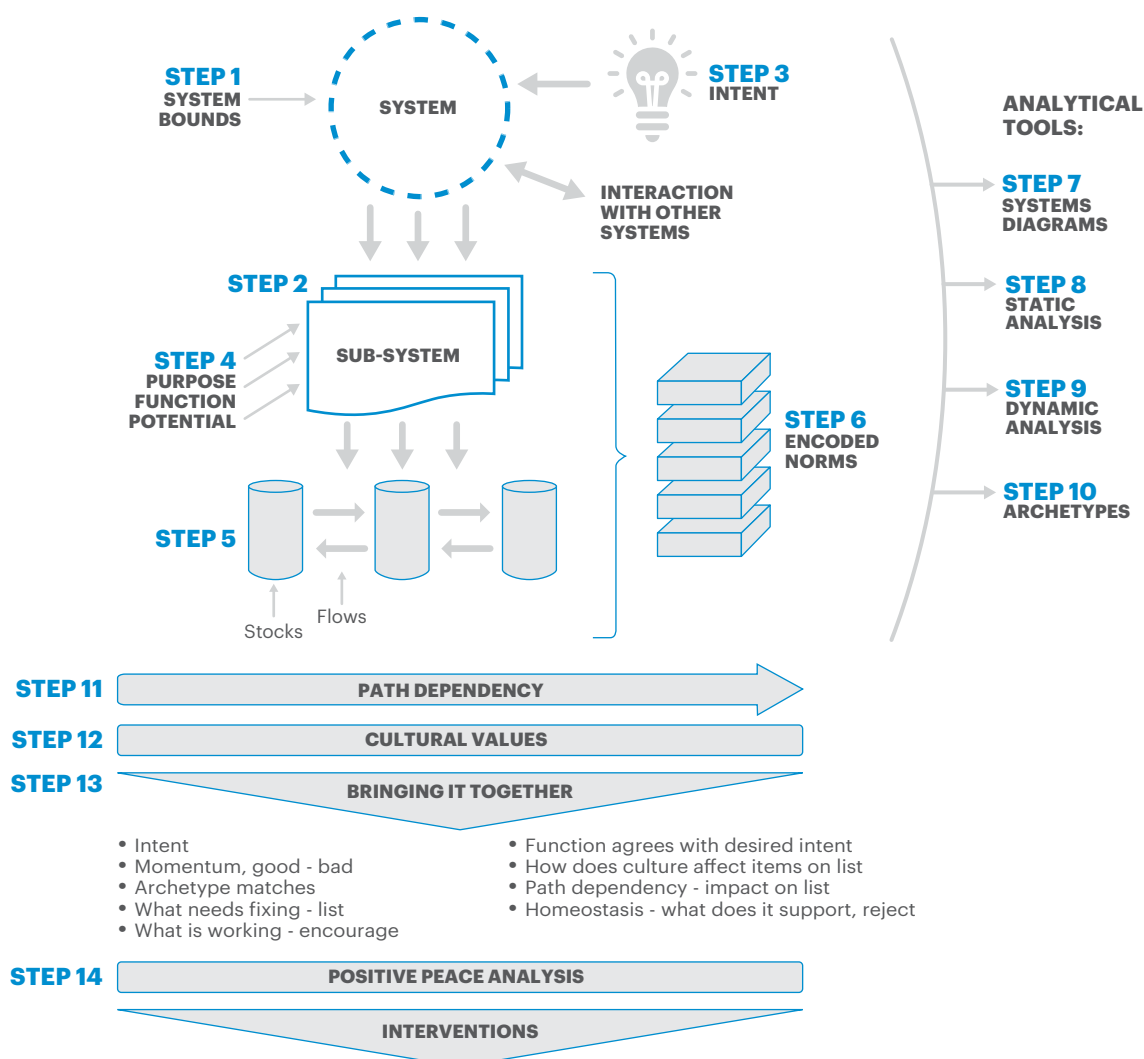 STEP 1
SYSTEM
BOUNDS
SYSTEM
STEP 3
INTENT
INTERACTION
WITH OTHER
SYSTEMS
STEP 2
SUB-SYSTEM
STEP 4
PURPOSE
FUNCTION
POTENTIAL
STEP 5
Stocks
Flows
STEP 6
ENCODED
NORMS
ANALYTICAL
TOOLS:
STEP 7
SYSTEMS
DIAGRAMS
STEP 8
STATIC
ANALYSIS
STEP 9
DYNAMIC
ANALYSIS
STEP 10
ARCHETYPES
STEP 11
PATH DEPENDENCY
STEP 12
CULTURAL VALUES
STEP 13
BRINGING IT TOGETHER
• Intent
• Momentum, good - bad
• Archetype matches
• What needs fixing - list
• What is working - encourage
• Function agrees with desired intent
• How does culture affect items on list
• Path dependency - impact on list
• Homeostasis - what does it support, reject
STEP 14
POSITIVE PEACE ANALYSIS
INTERVENTIONS